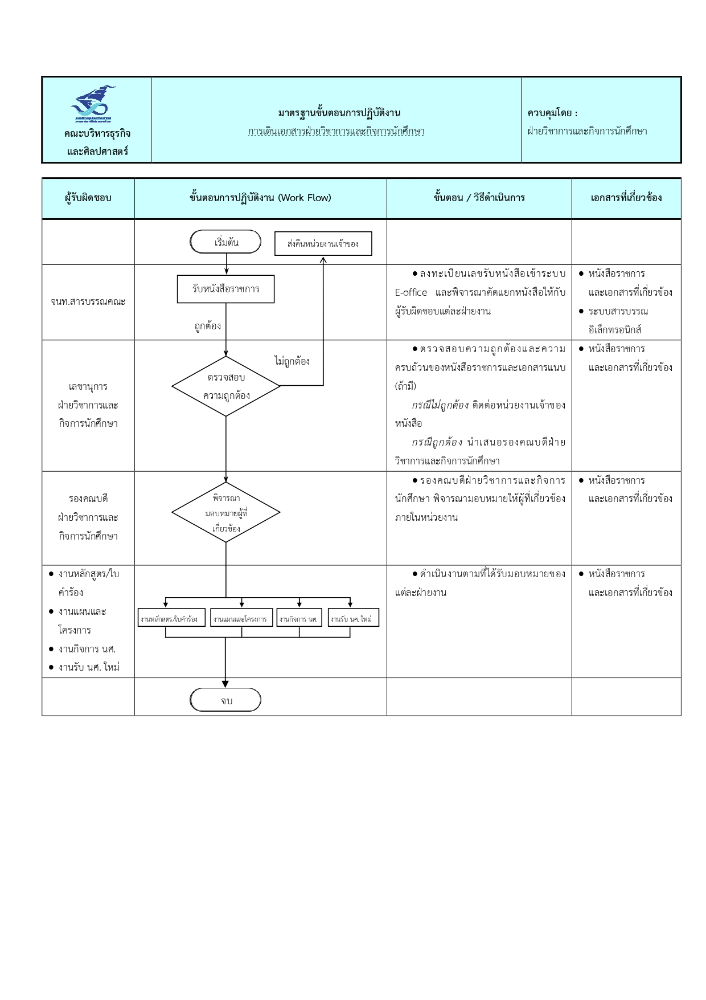 คณะบริหารธุรกิจ
และศิลปศาสตร์
มาตรฐานขั้นตอนการปฏิบัติงาน
การเดินเอกสารฝ่ายวิชาการและกิจการนักศึกษา
ควบคุมโดย :
ฝ่ายวิชาการและกิจการนักศึกษา
ผู้รับผิดชอบ
ขั้นตอนการปฏิบัติงาน (Work Flow)
ขั้นตอน / วิธีดำเนินการ
เอกสารที่เกี่ยวข้อง
เริ่มต้น
ส่งคืนหน่วยงานเจ้าของ
จนท.สารบรรณคณะ
รับหนังสือราชการ
ถูกต้อง
● ลงทะเบียนเลขรับหนังสือเข้าระบบ
E-office และพิจารณาคัดแยกหนังสือให้กับ
ผู้รับผิดชอบแต่ละฝ่ายงาน
● หนังสือราชการ
และเอกสารที่เกี่ยวข้อง
● ระบบสารบรรณ
อิเล็กทรอนิกส์
เลขานุการ
ฝ่ายวิชาการและ
กิจการนักศึกษา
ไม่ถูกต้อง
ตรวจสอบ
ความถูกต้อง
● ตรวจสอบความถูกต้องและความ
ครบถ้วนของหนังสือราชการและเอกสารแนบ
(ถ้ามี)
กรณีไม่ถูกต้อง ติดต่อหน่วยงานเจ้าของ
หนังสือ
กรณีถูกต้อง นำเสนอรองคณบดีฝ่าย
วิชาการและกิจการนักศึกษา
● หนังสือราชการ
และเอกสารที่เกี่ยวข้อง
รองคณบดี
ฝ่ายวิชาการและ
กิจการนักศึกษา
พิจารณา
มอบหมายผู้ที่
เกี่ยวข้อง
● รองคณบดีฝ่ายวิชาการและกิจการ
นักศึกษา พิจารณามอบหมายให้ผู้ที่เกี่ยวข้อง
ภายในหน่วยงาน
● หนังสือราชการ
และเอกสารที่เกี่ยวข้อง
● งานหลักสูตร/ใบ
คำร้อง
● งานแผนและ
โครงการ
● งานกิจการ นศ.
● งานรับ นศ. ใหม่
งานหลักสูตร/ใบคำร้อง
งานแผนและโครงการ
งานกิจการ นศ.
งานรับ นศ. ใหม่
● ดำเนินงานตามที่ได้รับมอบหมายของ
แต่ละฝ่ายงาน
● หนังสือราชการ
และเอกสารที่เกี่ยวข้อง
จบ